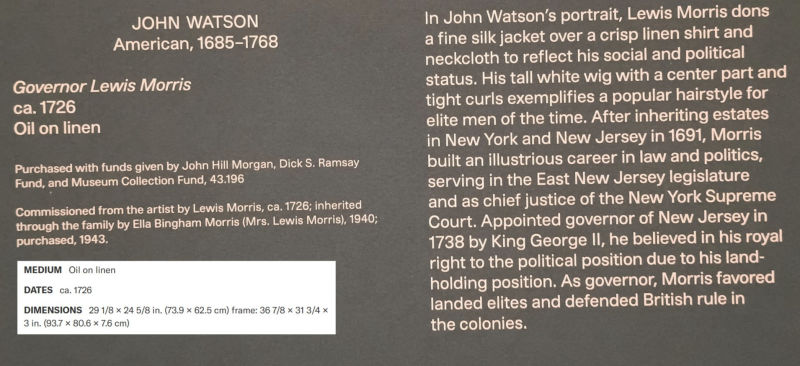 JOHN WATSON
American, 1685–1768
Governor Lewis Morris
ca. 1726
Oil on linen
Purchased with funds given by John Hill Morgan, Dick S. Ramsay
Fund, and Museum Collection Fund, 43.196
Commissioned from the artist by Lewis Morris, ca. 1726; inherited
through the family by Ella Bingham Morris (Mrs. Lewis Morris), 1940;
purchased, 1943.
MEDIUM Oil on linen
DATES ca. 1726
DIMENSIONS 29 1/8 × 24 5/8 in. (73.9 × 62.5 cm) frame: 36 7/8 × 31 3/4 ×
3 in. (93.7 × 80.6 × 7.6 cm)
In John Watson's portrait, Lewis Morris dons
a fine silk jacket over a crisp linen shirt and
neckcloth to reflect his social and political
status. His tall white wig with a center part and
tight curls exemplifies a popular hairstyle for
elite men of the time. After inheriting estates
in New York and New Jersey in 1691, Morris
built an illustrious career in law and politics,
serving in the East New Jersey legislature
and as chief justice of the New York Supreme
Court. Appointed governor of New Jersey in
1738 by King George II, he believed in his royal
right to the political position due to his land-
holding position. As governor, Morris favored
landed elites and defended British rule in
the colonies.